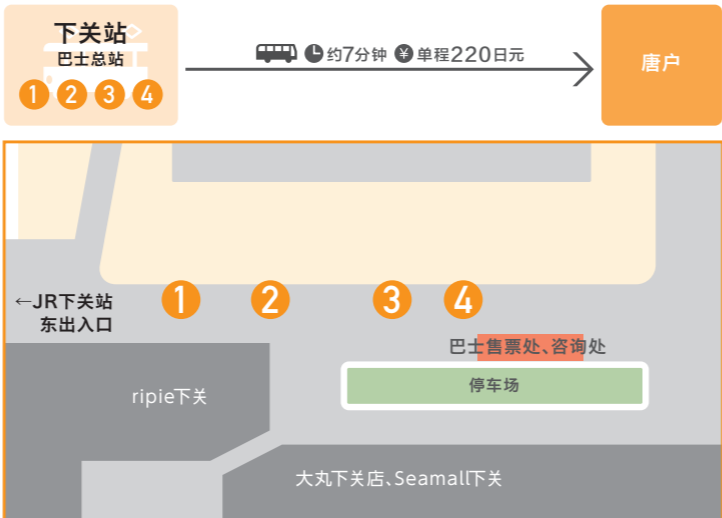 下关站
巴士总站
1 2 3 4
约7分钟 ¥ 单程220日元
唐户
←JR下关站
东出入口
1 2 3 4
巴士售票处、咨询处
停车场
ripie下关
大丸下关店、Seamall下关